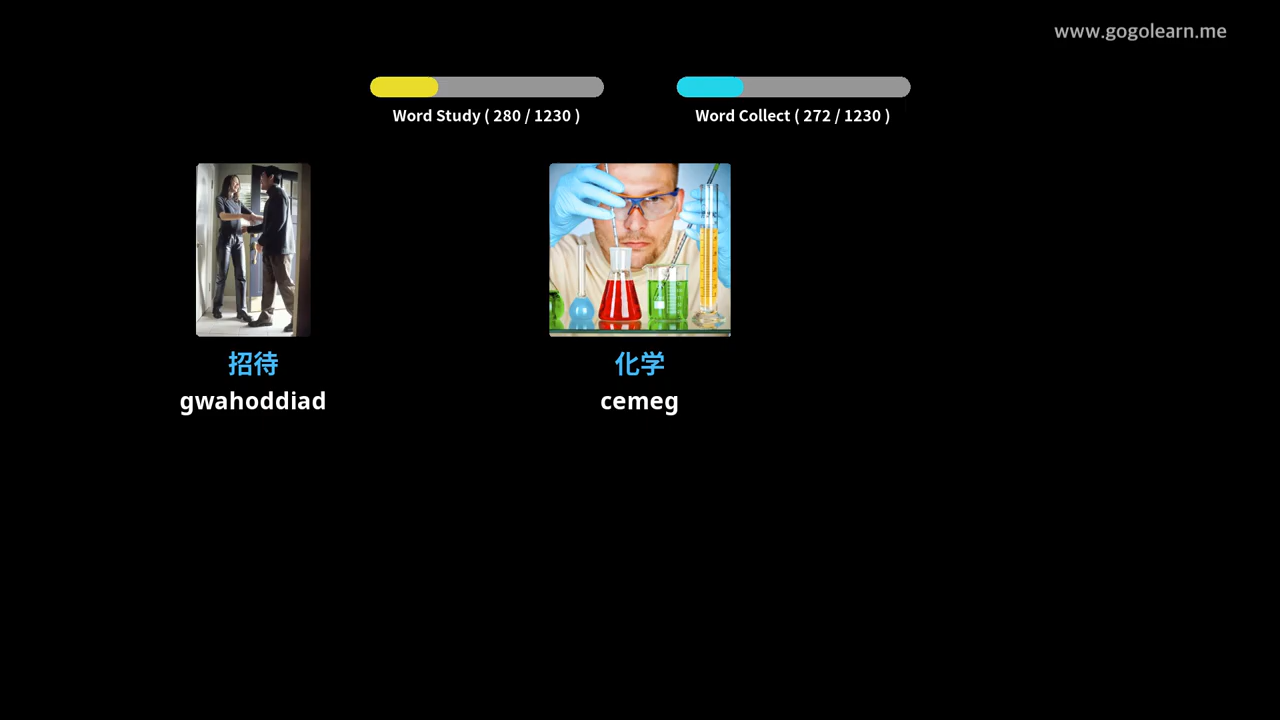 www.gogolearn.me
Word Study ( 280 / 1230 )
Word Collect ( 272 / 1230 )
招待
gwahoddiad
化学
cemeg